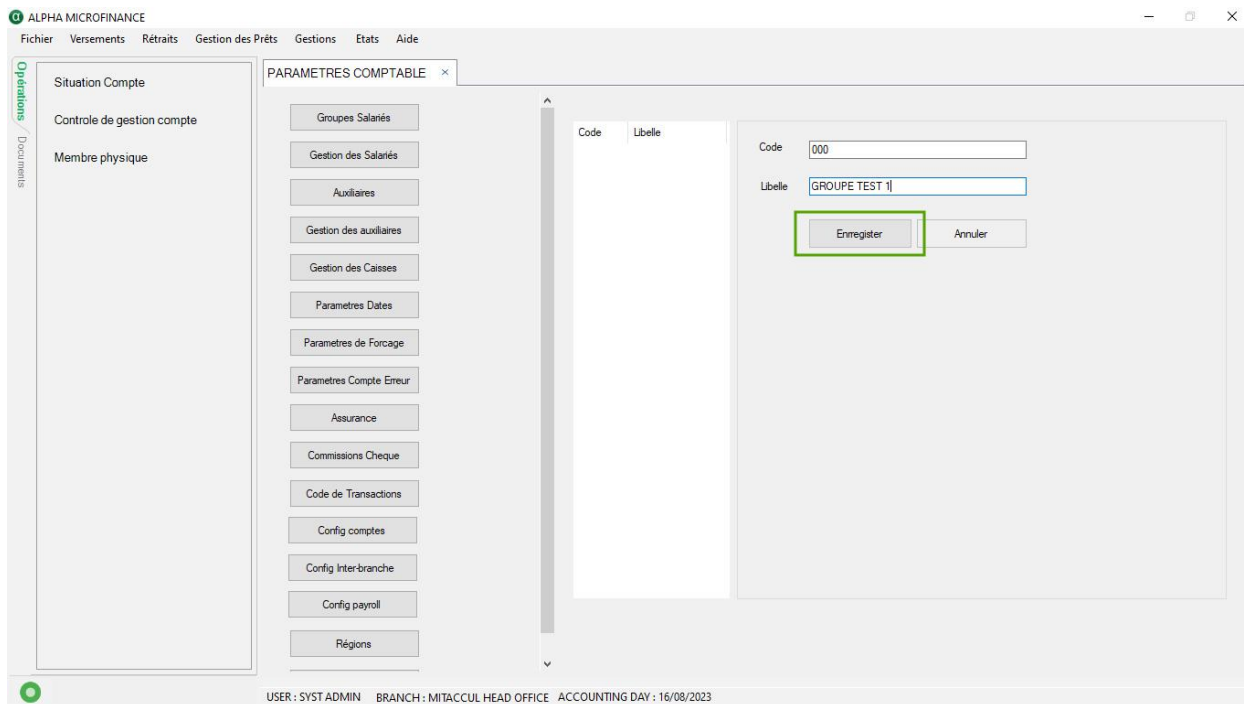 ALPHA MICROFINANCE
Fichier Versements Rétraits Gestion des Prêts Gestions Etats Aide
Opérations
Documents
Situation Compte
Controle de gestion compte
Membre physique
PARAMETRES COMPTABLE ×
Groupes Salariés
Gestion des Salariés
Auxiliaires
Gestion des auxiliaires
Gestion des Caisses
Parametres Dates
Parametres de Forcage
Parametres Compte Erreur
Assurance
Commissions Cheque
Code de Transactions
Config comptes
Config Inter-branche
Config payroll
Régions
Code Libelle
Code 000
Libelle GROUPE TEST 1
Enrregister Annuler
USER : SYST ADMIN BRANCH : MITACCUL HEAD OFFICE ACCOUNTING DAY : 16/08/2023